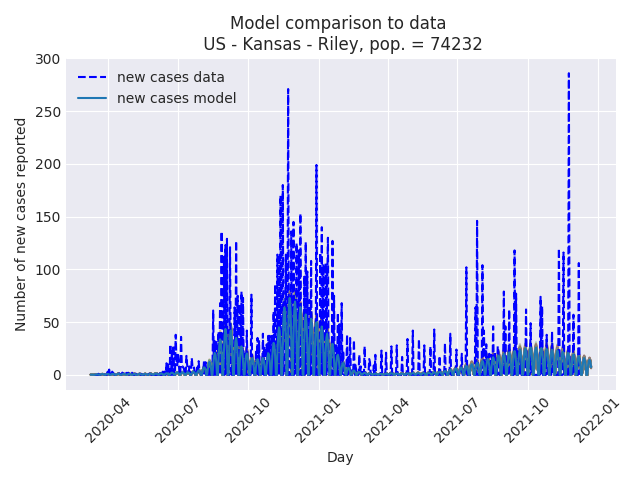 Model comparison to data
US - Kansas - Riley, pop. = 74232
new cases data
new cases model
Number of new cases reported
300
250
200
150
100
50
0
2020-04
2020-07
2020-10
2021-01
2021-04
2021-07
2021-10
2022-01
Day